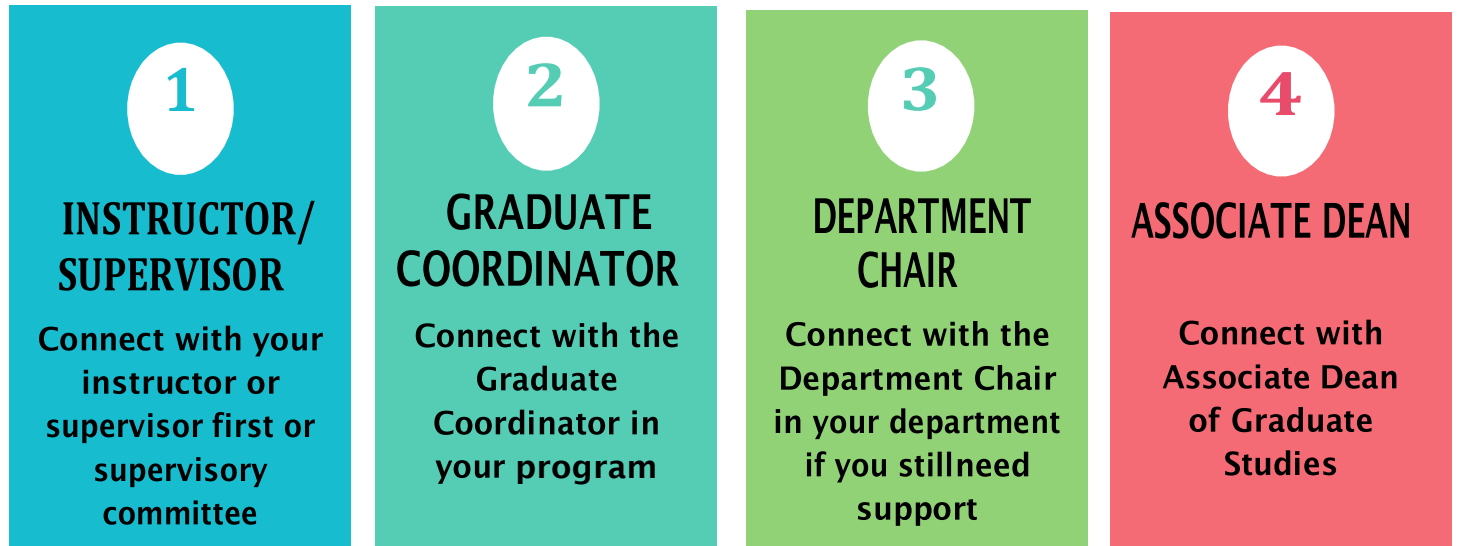 1
INSTRUCTOR/
SUPERVISOR
Connect with your
instructor or
supervisor first or
supervisory
committee
2
GRADUATE
COORDINATOR
Connect with the
Graduate
Coordinator in
your program
3
DEPARTMENT
CHAIR
Connect with the
Department Chair
in your department
if you stillneed
support
4
ASSOCIATE DEAN
Connect with
Associate Dean
of Graduate
Studies